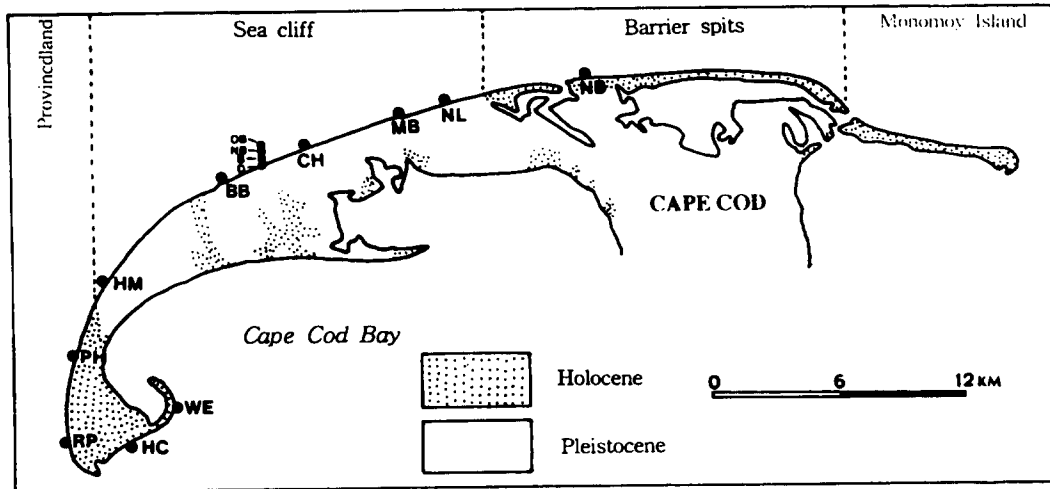 Provincdland
Sea cliff
Barrier spits
Monomoy Island
NB
NL
MB
CH
BB
HM
CAPE COD
Cape Cod Bay
PH
WE
RP
HC
Holocene
Pleistocene
0 6 12 KM